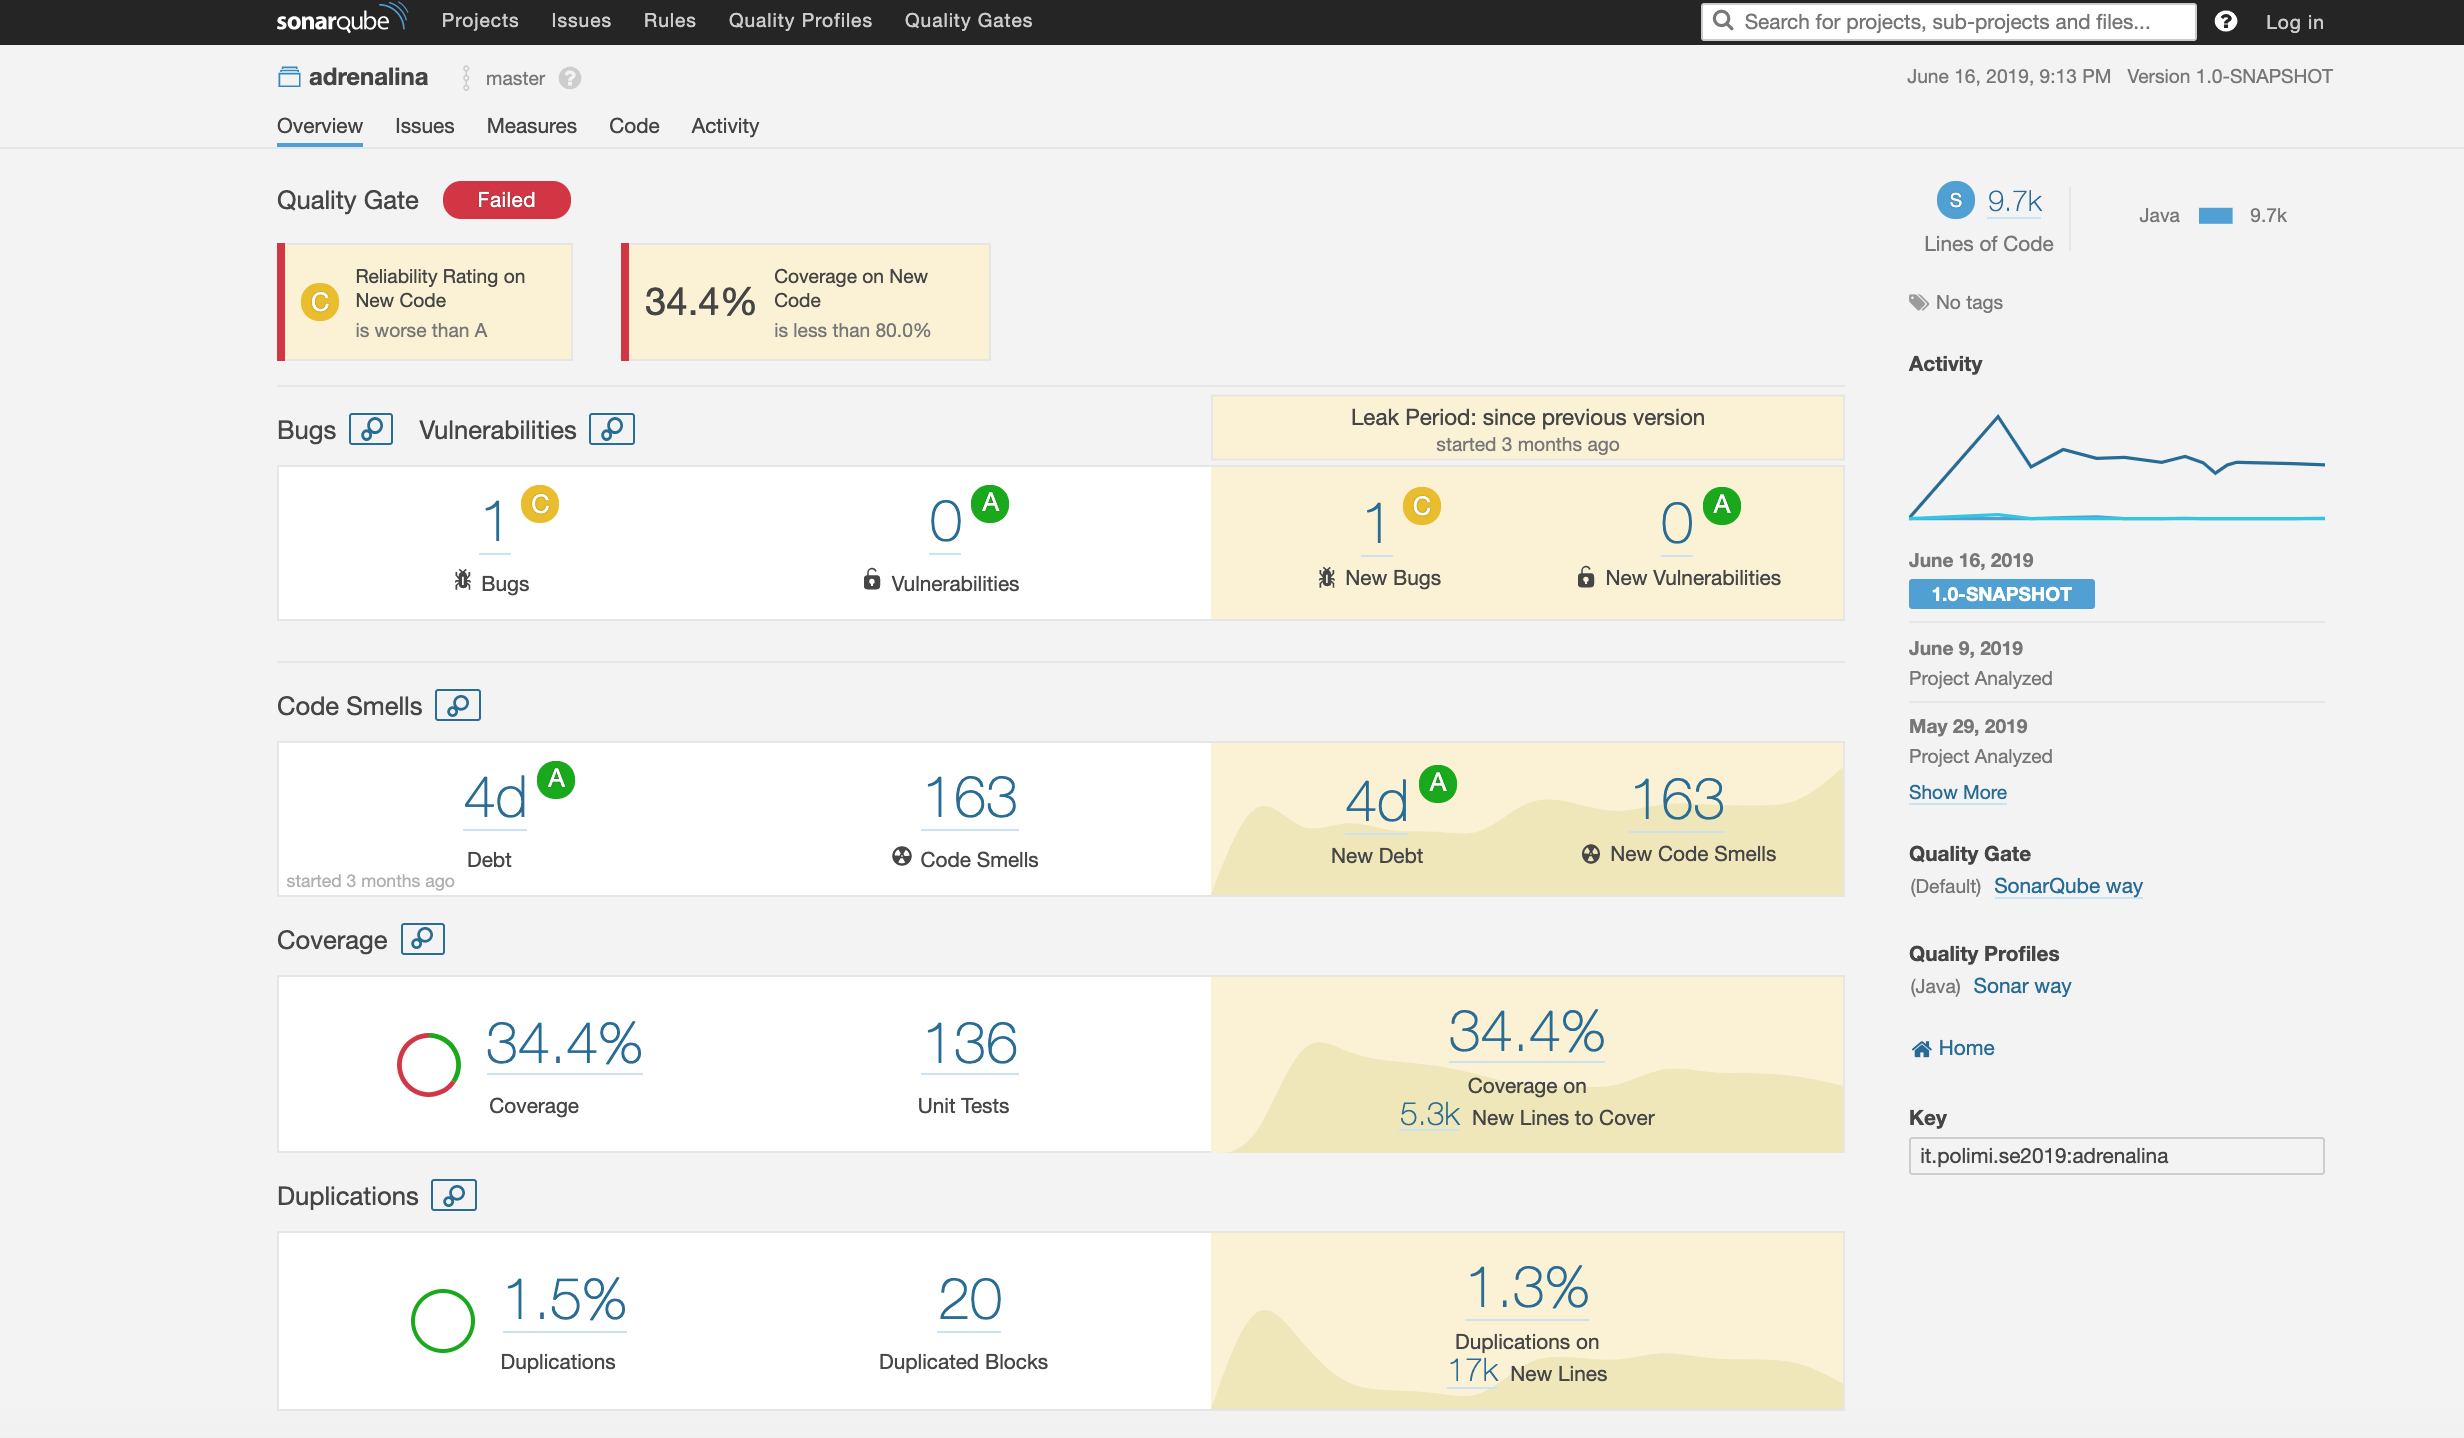 sonarqube Projects Issues Rules Quality Profiles Quality Gates Search for projects, sub-projects and files... ? Log in
adrenalina master ? June 16, 2019, 9:13 PM Version 1.0-SNAPSHOT
Overview Issues Measures Code Activity
Quality Gate Failed
C Reliability Rating on
New Code
is worse than A
34.4% Coverage on New
Code
is less than 80.0%
Bugs Vulnerabilities
Leak Period: since previous version
started 3 months ago
1 C
Bugs
0 A
Vulnerabilities
1 C
New Bugs
0 A
New Vulnerabilities
Code Smells
4d A
Debt
started 3 months ago
163
Code Smells
4d A
New Debt
163
New Code Smells
Coverage
34.4%
Coverage
136
Unit Tests
34.4%
Coverage on
5.3k New Lines to Cover
Duplications
1.5%
Duplications
20
Duplicated Blocks
1.3%
Duplications on
17k New Lines
S 9.7k
Lines of Code
Java 9.7k
No tags
Activity
June 16, 2019
1.0-SNAPSHOT
June 9, 2019
Project Analyzed
May 29, 2019
Project Analyzed
Show More
Quality Gate
(Default) SonarQube way
Quality Profiles
(Java) Sonar way
Home
Key
it.polimi.se2019:adrenalina